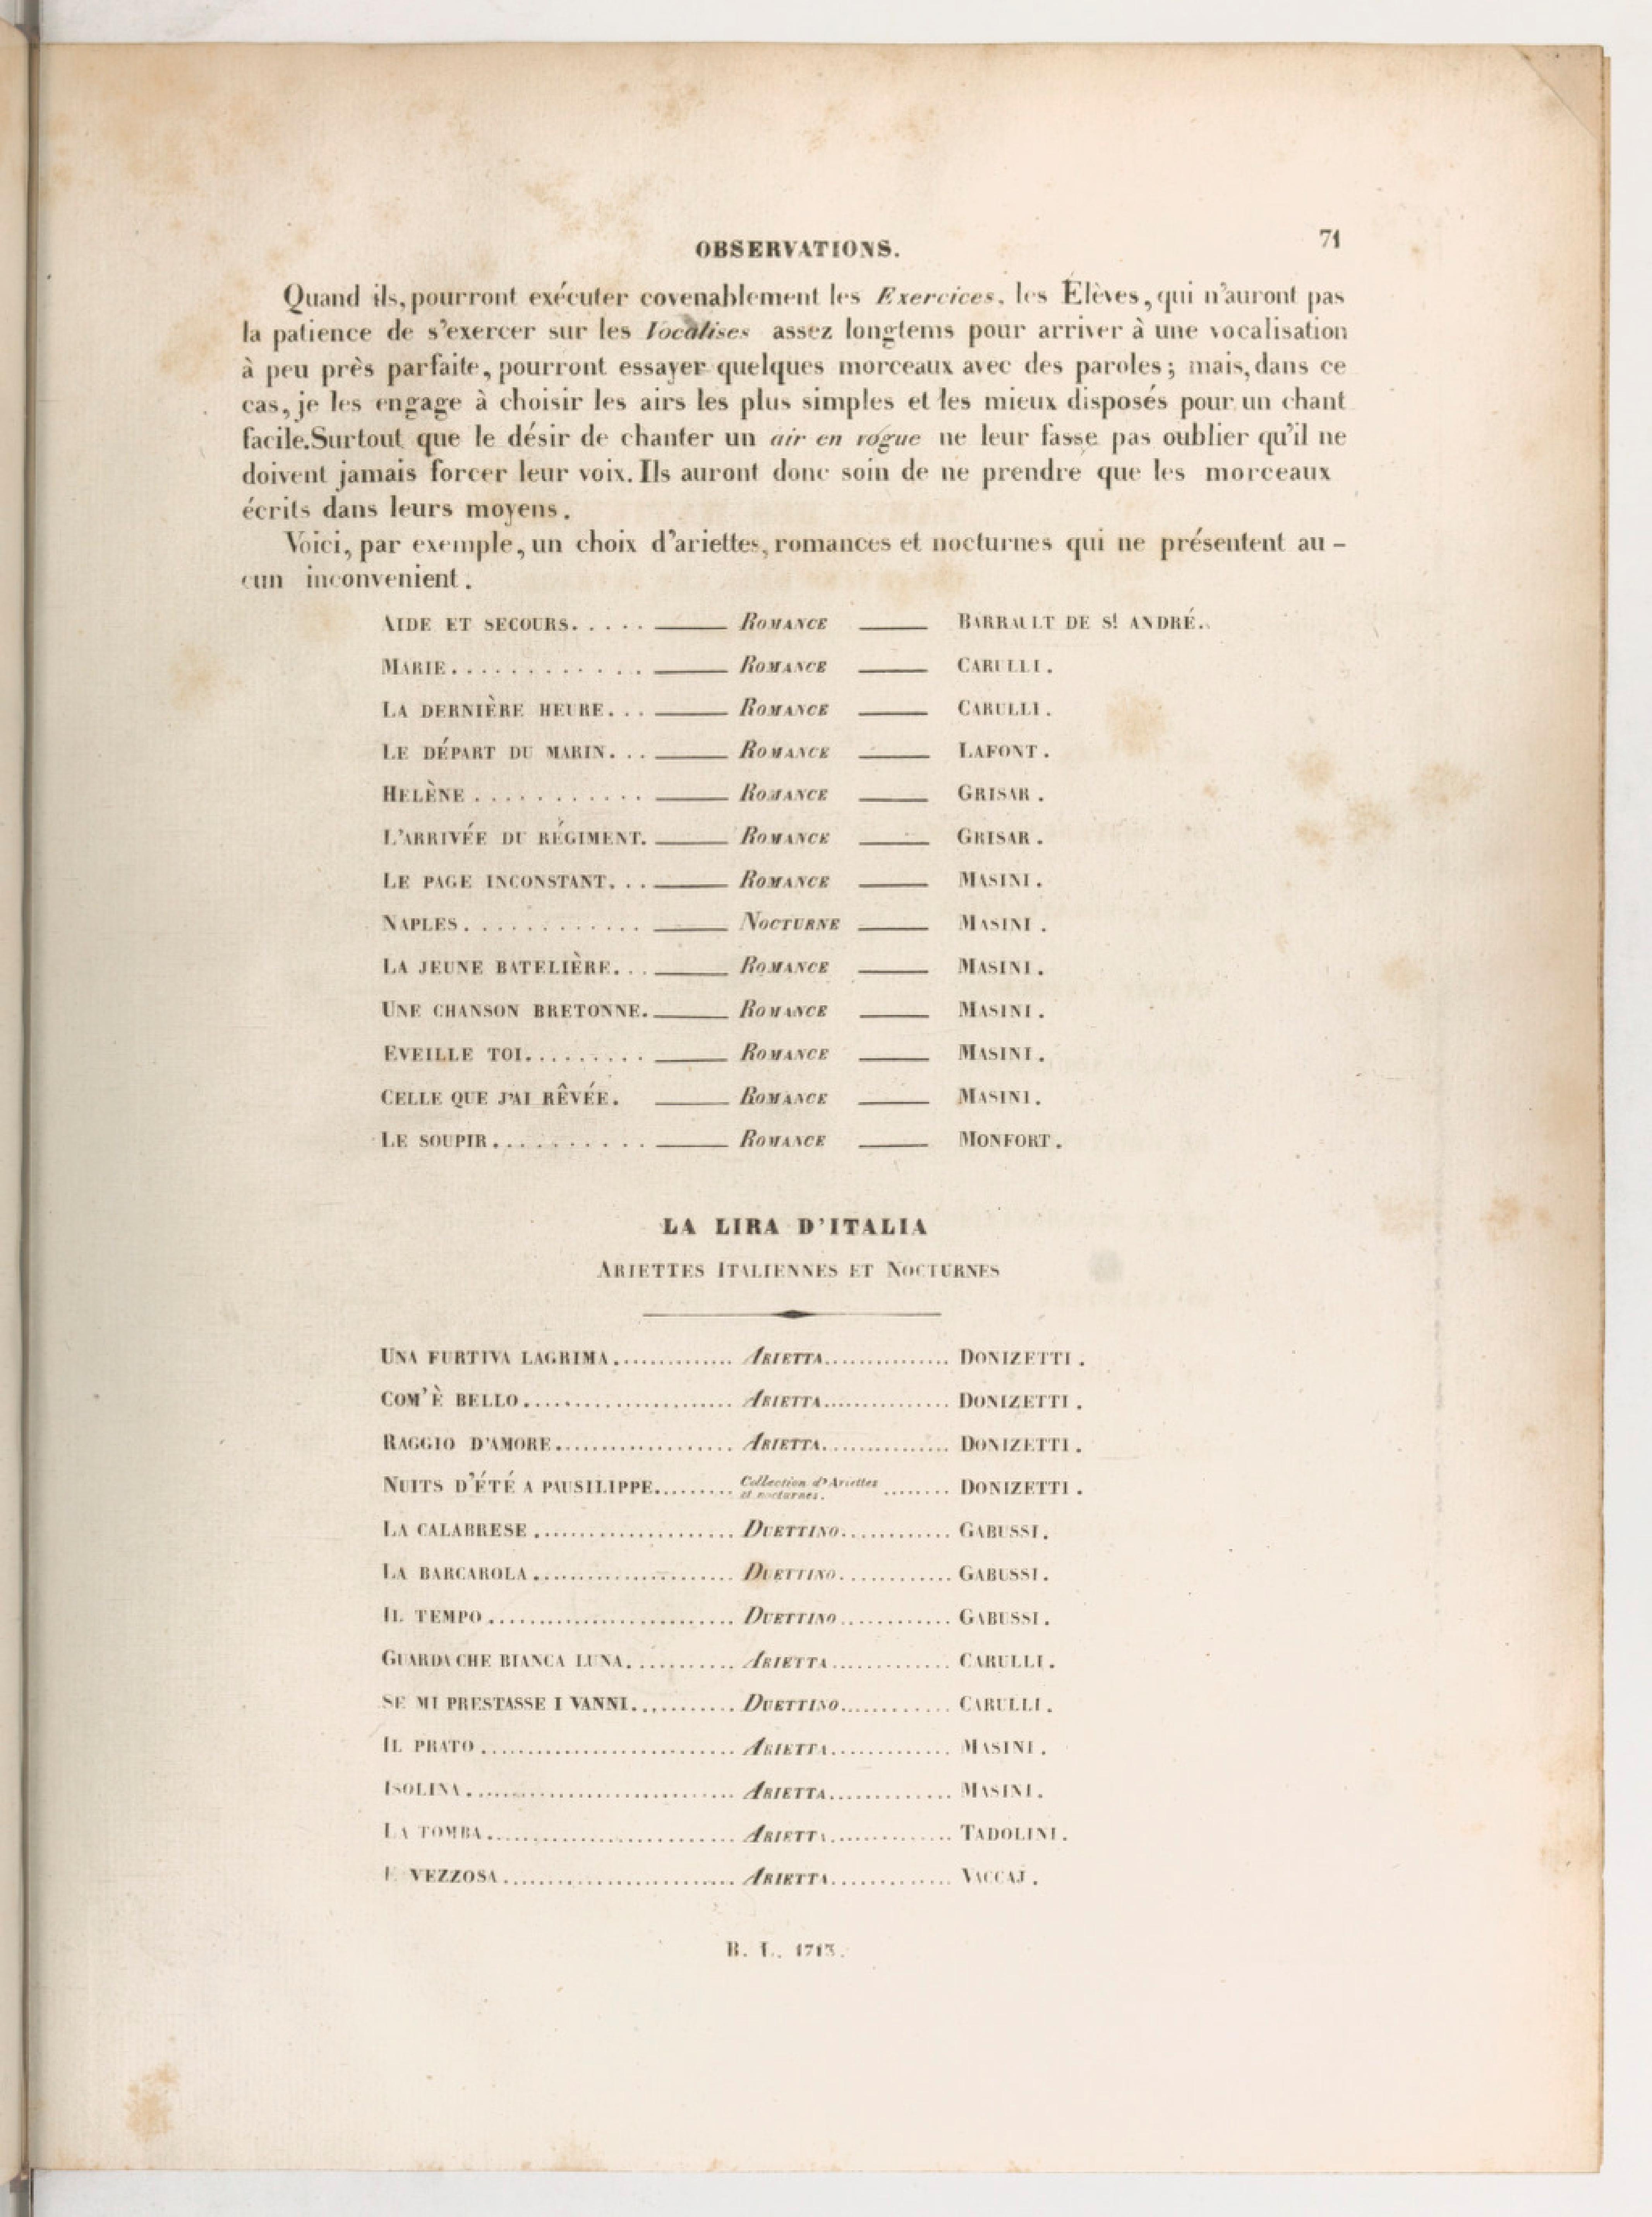 71
OBSERVATIONS.
Quand ils, pourront exécuter covenablement les Exercices, les Élèves, qui n'auront pas
la patience de s'exercer sur les Vocalises assez longtems pour arriver à une vocalisation
à peu près parfaite, pourront essayer quelques morceaux avec des paroles; mais, dans ce
cas, je les engage à choisir les airs les plus simples et les mieux disposés pour un chant
facile. Surtout que le désir de chanter un air en vogue ne leur fasse pas oublier qu'il ne
doivent jamais forcer leur voix. Ils auront donc soin de ne prendre que les morceaux
écrits dans leurs moyens.
Voici, par exemple, un choix d'ariettes, romances et nocturnes qui ne présentent au-
cun inconvenient.
AIDE ET SECOURS..... ROMANCE BARRAULT DE St ANDRÉ.
MARIE............ ROMANCE CARULLI.
LA DERNIÈRE HEURE... ROMANCE CARULLI.
LE DÉPART DU MARIN... ROMANCE LAFONT.
HELÈNE........... ROMANCE GRISAR.
L'ARRIVÉE DU RÉGIMENT. ROMANCE GRISAR.
LE PAGE INCONSTANT... ROMANCE MASINI.
NAPLES............ NOCTURNE MASINI.
LA JEUNE BATELIÈRE... ROMANCE MASINI.
UNE CHANSON BRETONNE. ROMANCE MASINI.
EVEILLE TOI......... ROMANCE MASINI.
CELLE QUE J'AI RÊVÉE. ROMANCE MASINI.
LE SOUPIR.......... ROMANCE MONFORT.
LA LIRA D'ITALIA
ARIETTES ITALIENNES ET NOCTURNES
UNA FURTIVA LAGRIMA............. ARIETTA............... DONIZETTI.
COM'È BELLO....................... ARIETTA............... DONIZETTI.
RAGGIO D'AMORE................... ARIETTA............... DONIZETTI.
NUITS D'ÉTÉ A PAUSILIPPE......... Collection d'Ariettes et nocturnes. ........ DONIZETTI.
LA CALABRESE...................... DUETTINO............ GABUSSI.
LA BARCAROLA...................... DUETTINO............ GABUSSI.
IL TEMPO........................... DUETTINO............ GABUSSI.
GUARDA CHE BIANCA LUNA............ ARIETTA............. CARULLI.
SE MI PRESTASSE I VANNI........... DUETTINO............ CARULLI.
IL PRATO........................... ARIETTA............. MASINI.
ISOLINA............................ ARIETTA............. MASINI.
LA TOMBA........................... ARIETTA............. TADOLINI.
E VEZZOSA......................... ARIETTA............. VACCAJ.
B. L. 1713.